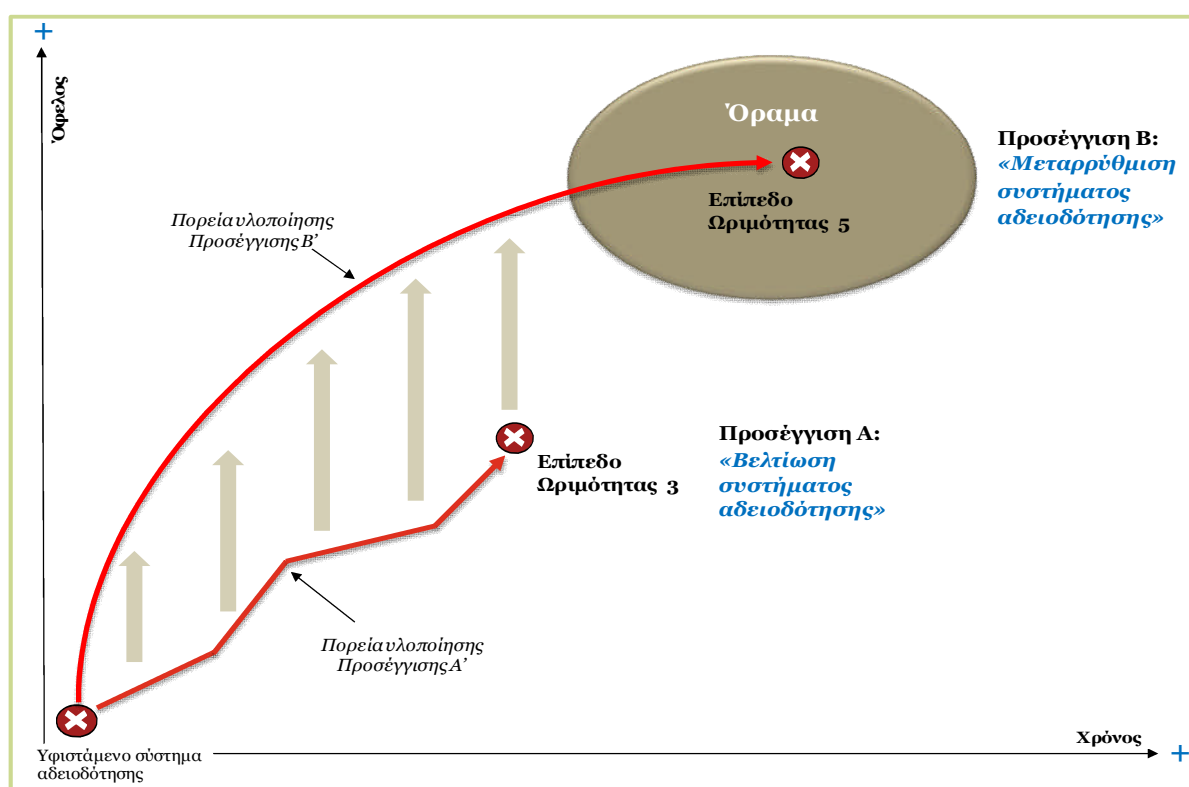 +
Όφελος
Όραμα
Επίπεδο
Ωριμότητας 5
Προσέγγιση Β:
«Μεταρρύθμιση
συστήματος
αδειοδότησης»
Πορεία υλοποίησης
Προσέγγισης Β’
Επίπεδο
Ωριμότητας 3
Προσέγγιση Α:
«Βελτίωση
συστήματος
αδειοδότησης»
Πορεία υλοποίησης
Προσέγγισης Α’
Υφιστάμενο σύστημα
αδειοδότησης
Χρόνος
+